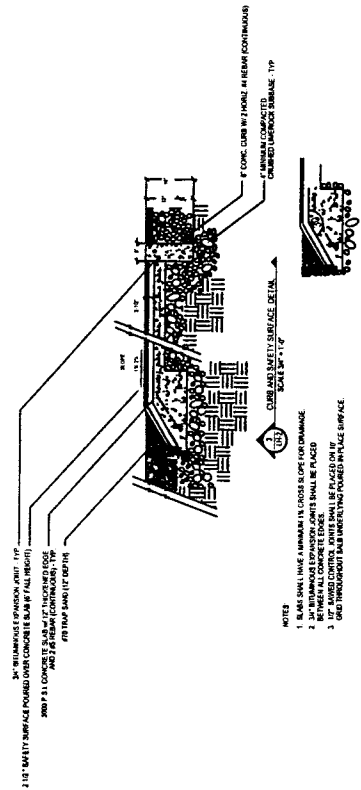 3/4" BITUMINOUS EXPANSION JOINT - TYP
2 1/2" SAFETY SURFACE POURED OVER CONCRETE SLAB (6' FALL HEIGHT)
3000 P.S.I. CONCRETE SLAB w/ 12" THICKENED EDGE
AND 2 #5 REBAR (CONTINUOUS) - TYP
#78 TRAP SAND (12" DEPTH)
SLOPE
6" CONC. CURB W/ 2 HORIZ. #4 REBAR (CONTINUOUS)
4" MINIMUM COMPACTED
CRUSHED LIMEROCK SUBBASE - TYP
CURB AND SAFETY SURFACE DETAIL
SCALE 3/4" = 1'-0"
NOTES
1. SLABS SHALL HAVE A MINIMUM 1% CROSS SLOPE FOR DRAINAGE.
2. 3/4" BITUMINOUS EXPANSION JOINTS SHALL BE PLACED
BETWEEN ALL CONCRETE EDGES.
3. 1/2" SAWED CONTROL JOINTS SHALL BE PLACED ON 10'
GRID THROUGHOUT SLAB UNDERLYING POURED-IN-PLACE SURFACE.